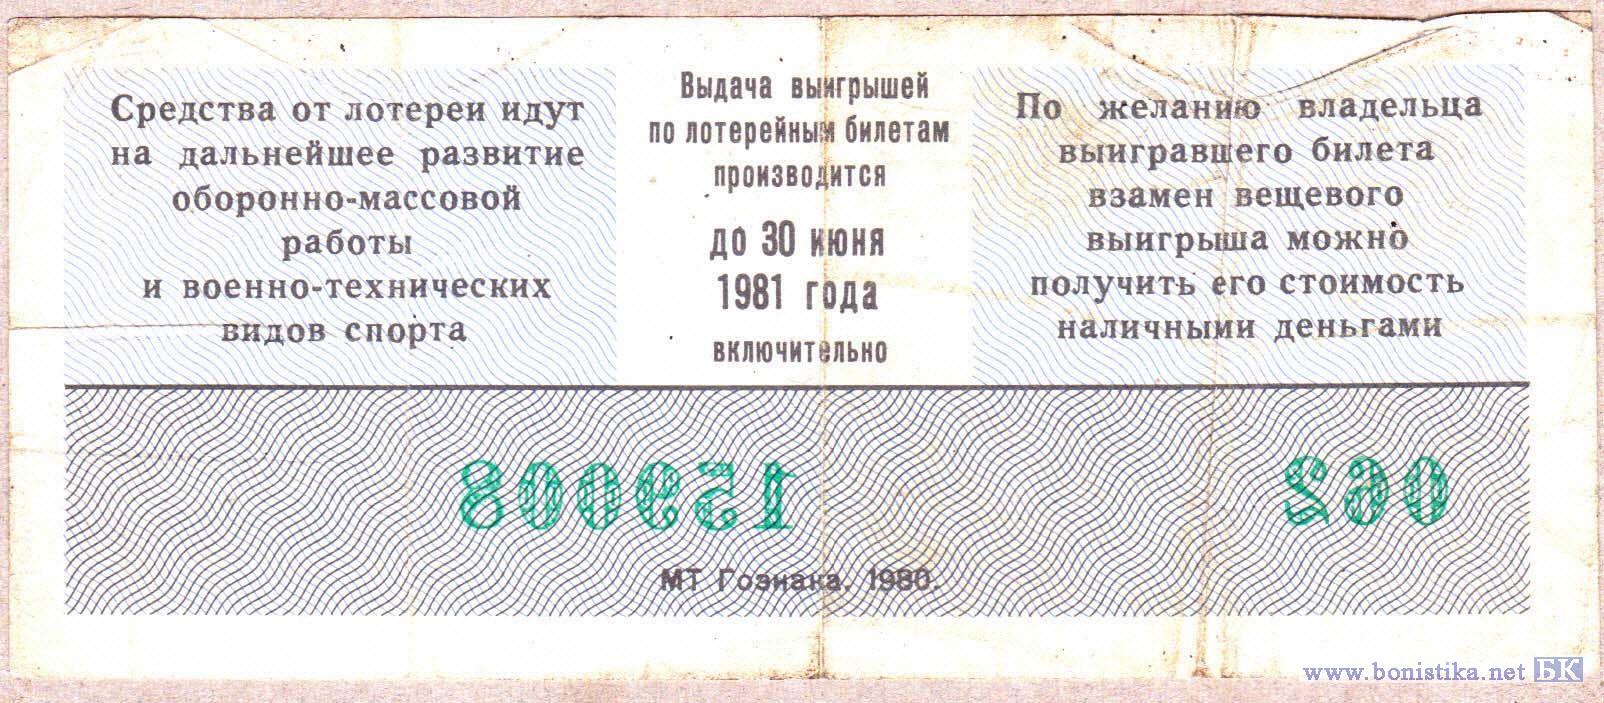 Средства от лотереи идут
на дальнейшее развитие
оборонно-массовой
работы
и военно-технических
видов спорта
Выдача выигрышей
по лотерейным билетам
производится
до 30 июня
1981 года
включительно
По желанию владельца
выигравшего билета
взамен вещевого
выигрыша можно
получить его стоимость
наличными деньгами
159008
062
МТ Гознака. 1980.
www.bonistika.net БК